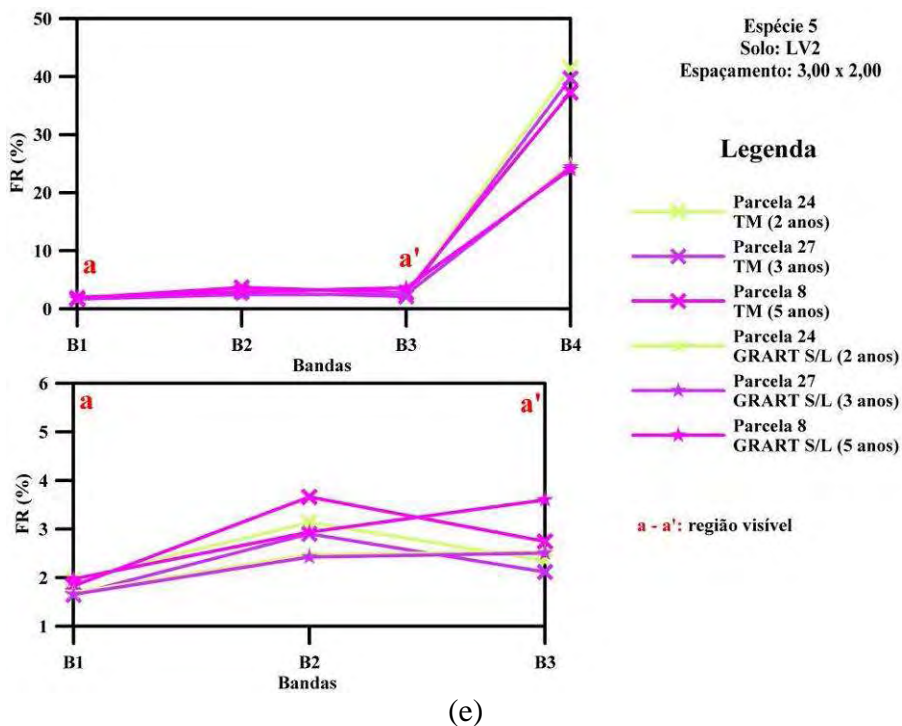 50
40
30
20
10
0
FR (%)
a
a'
B1
B2
B3
B4
Bandas
Espécie 5
Solo: LV2
Espaçamento: 3,00 x 2,00
Legenda
Parcela 24
TM (2 anos)
Parcela 27
TM (3 anos)
Parcela 8
TM (5 anos)
Parcela 24
GRART S/L (2 anos)
Parcela 27
GRART S/L (3 anos)
Parcela 8
GRART S/L (5 anos)
a - a': região visível
6
5
4
3
2
1
FR (%)
a
a'
B1
B2
B3
Bandas
(e)